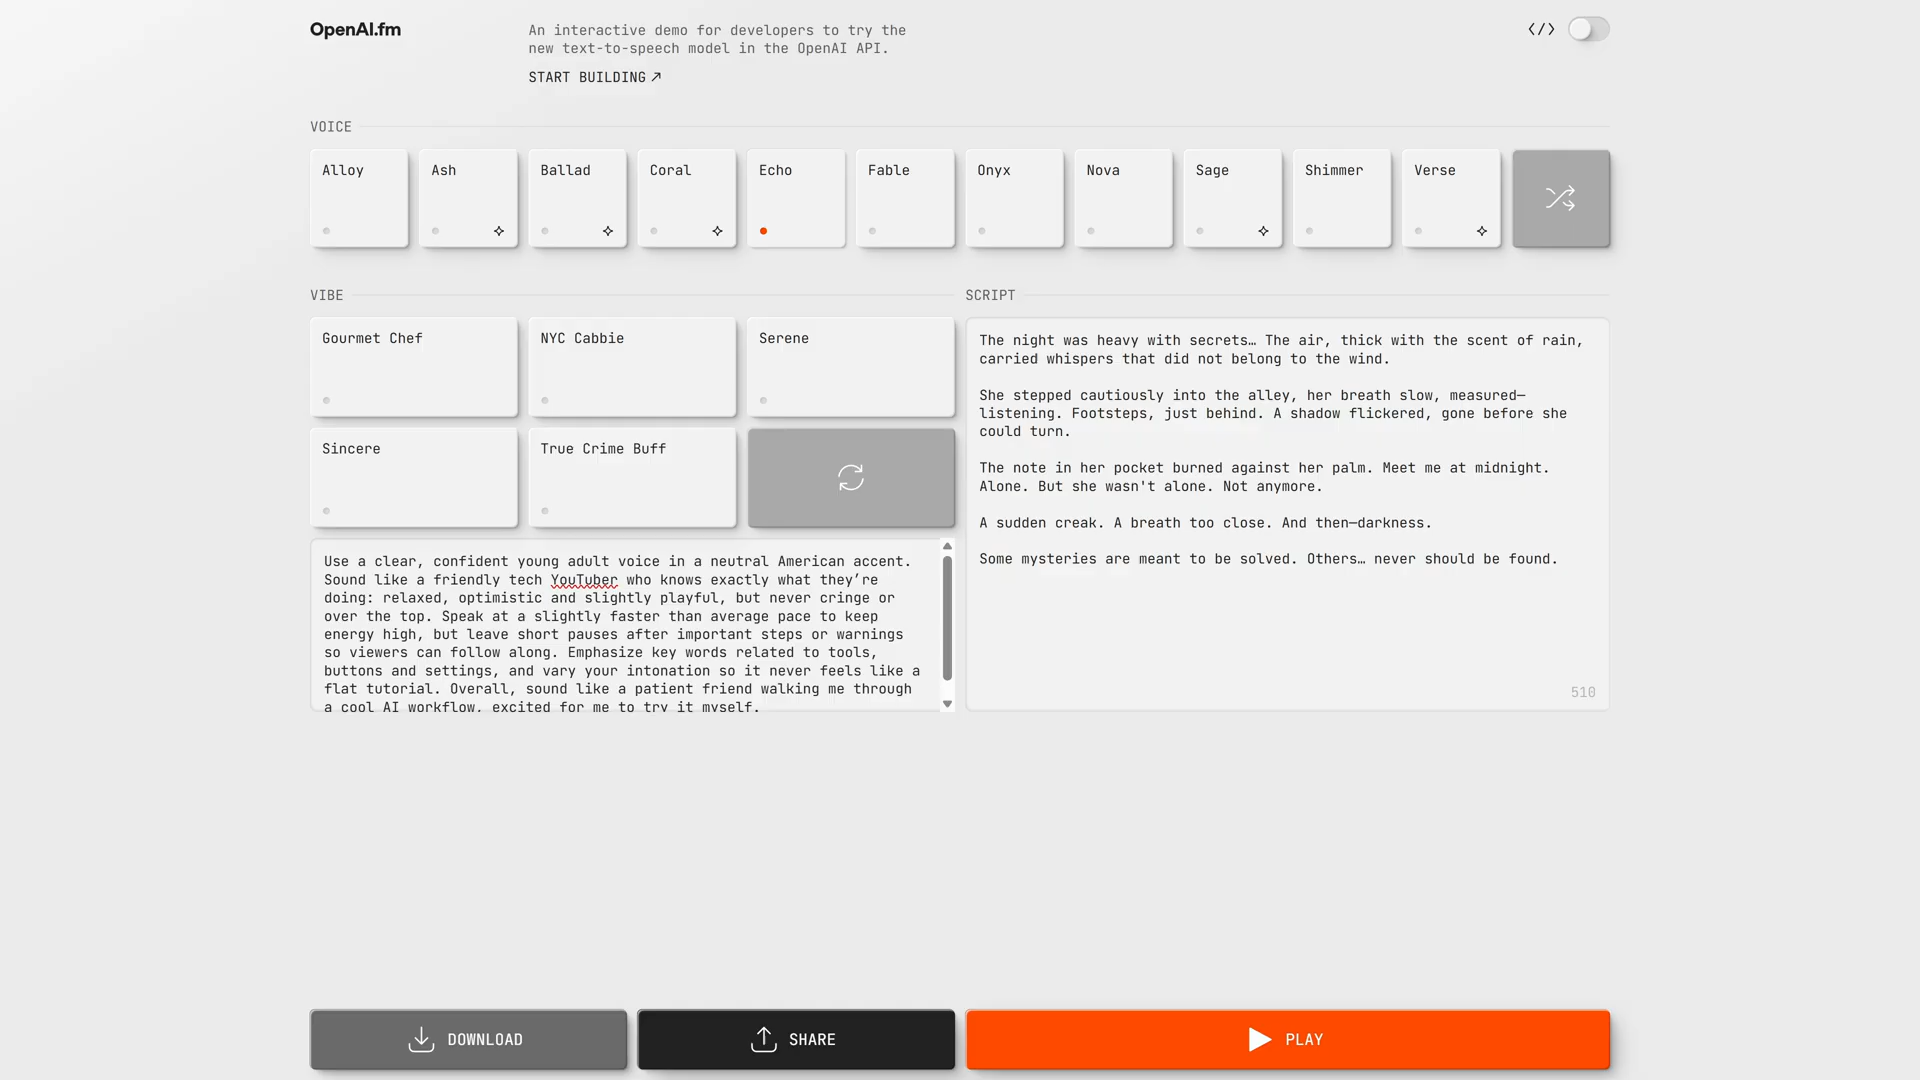 OpenAI.fm
An interactive demo for developers to try the
new text-to-speech model in the OpenAI API.
START BUILDING
</>
VOICE
Alloy
Ash
Ballad
Coral
Echo
Fable
Onyx
Nova
Sage
Shimmer
Verse
VIBE
Gourmet Chef
NYC Cabbie
Serene
Sincere
True Crime Buff
Use a clear, confident young adult voice in a neutral American accent.
Sound like a friendly tech YouTuber who knows exactly what they’re
doing: relaxed, optimistic and slightly playful, but never cringe or
over the top. Speak at a slightly faster than average pace to keep
energy high, but leave short pauses after important steps or warnings
so viewers can follow along. Emphasize key words related to tools,
buttons and settings, and vary your intonation so it never feels like a
flat tutorial. Overall, sound like a patient friend walking me through
a cool AI workflow, excited for me to try it myself.
SCRIPT
The night was heavy with secrets… The air, thick with the scent of rain,
carried whispers that did not belong to the wind.
She stepped cautiously into the alley, her breath slow, measured—
listening. Footsteps, just behind. A shadow flickered, gone before she
could turn.
The note in her pocket burned against her palm. Meet me at midnight.
Alone. But she wasn't alone. Not anymore.
A sudden creak. A breath too close. And then—darkness.
Some mysteries are meant to be solved. Others… never should be found.
510
DOWNLOAD
SHARE
PLAY